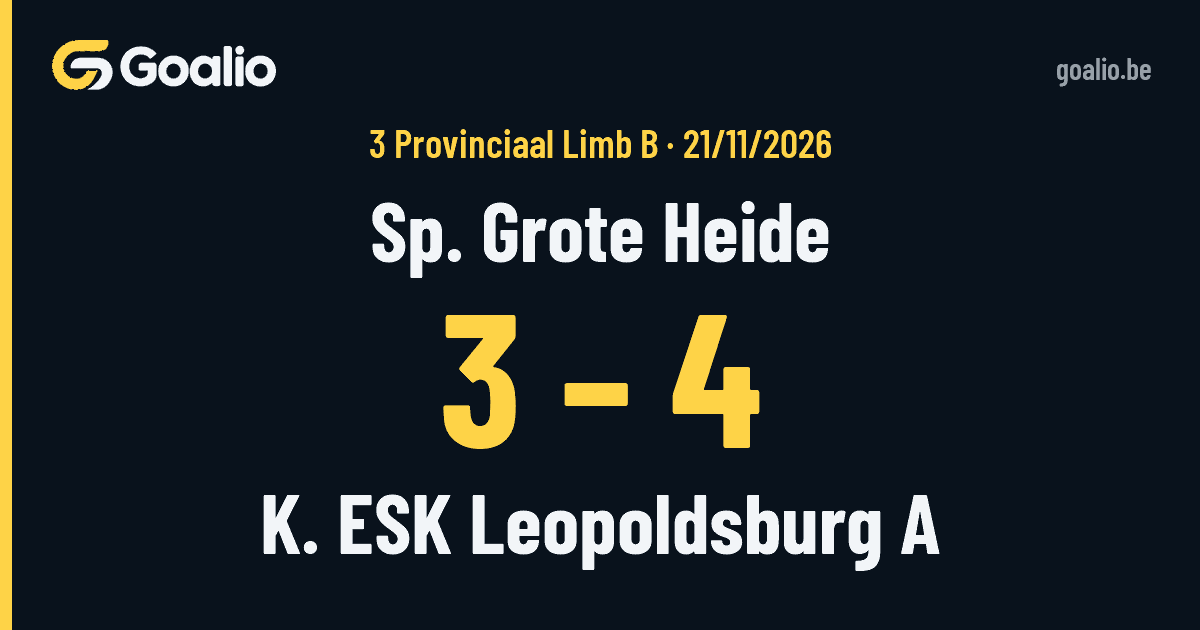 Goalio
goalio.be
3 Provinciaal Limb B · 21/11/2026
Sp. Grote Heide
3 – 4
K. ESK Leopoldsburg A